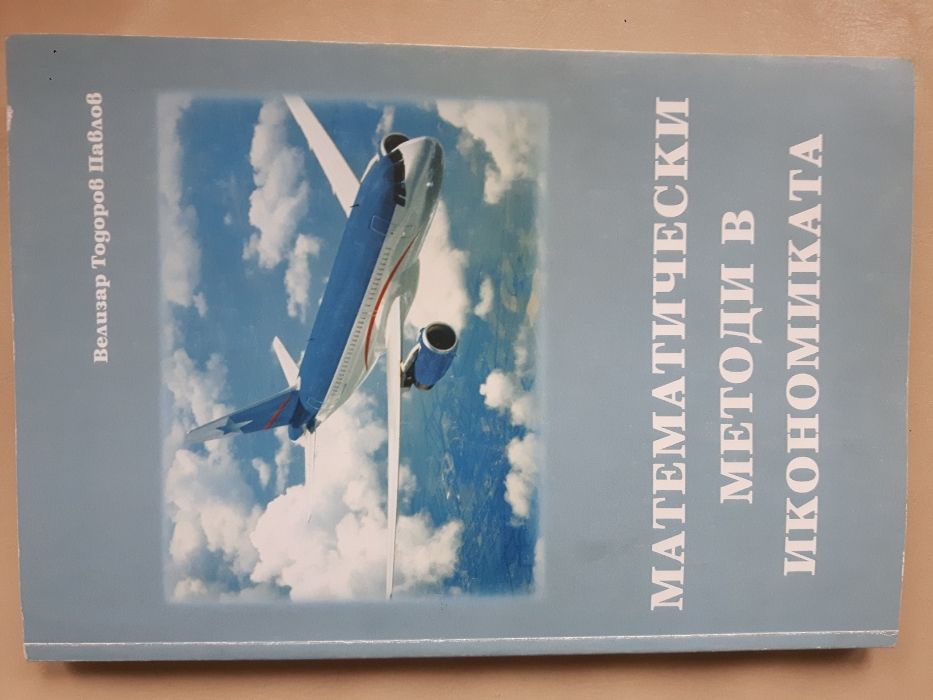 Велизар Тодоров Павлов
МАТЕМАТИЧЕСКИ
МЕТОДИ В
ИКОНОМИКАТА